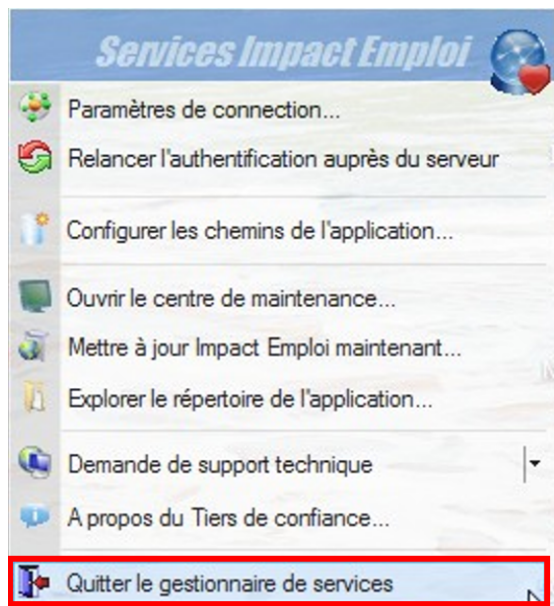 Services Impact Emploi
Paramètres de connection...
Relancer l'authentification auprès du serveur
Configurer les chemins de l'application...
Ouvrir le centre de maintenance...
Mettre à jour Impact Emploi maintenant...
Explorer le répertoire de l'application...
Demande de support technique
A propos du Tiers de confiance...
Quitter le gestionnaire de services